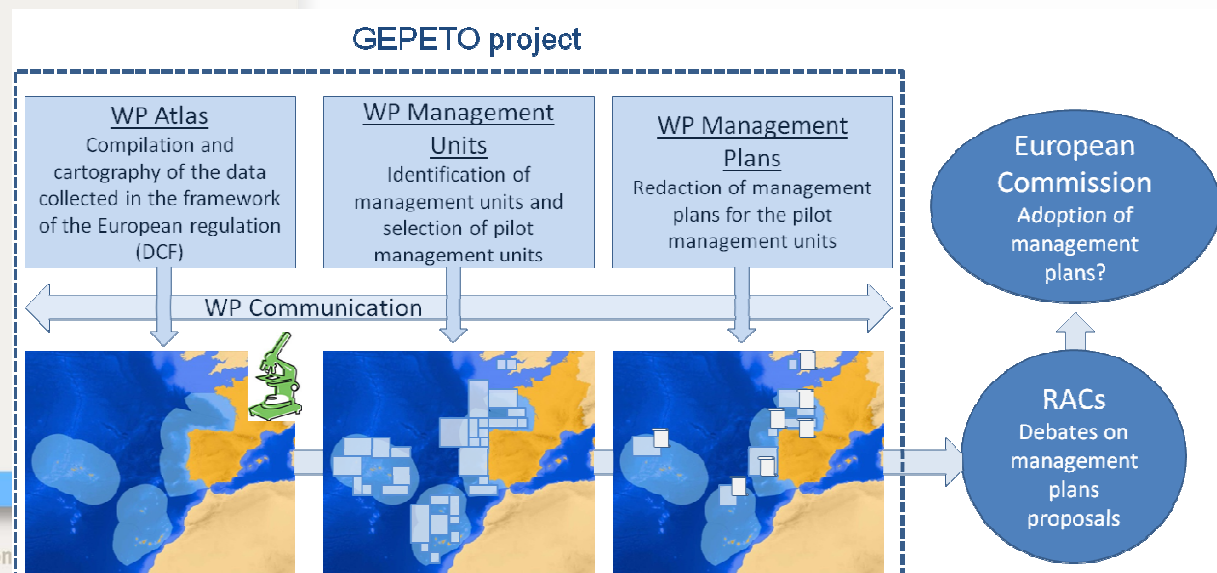 GEPETO project
WP Atlas
Compilation and
cartography of the data
collected in the framework
of the European regulation
(DCF)
WP Management
Units
Identification of
management units and
selection of pilot
management units
WP Management
Plans
Redaction of management
plans for the pilot
management units
WP Communication
European
Commission
Adoption of
management
plans?
RACs
Debates on
management
plans
proposals
on